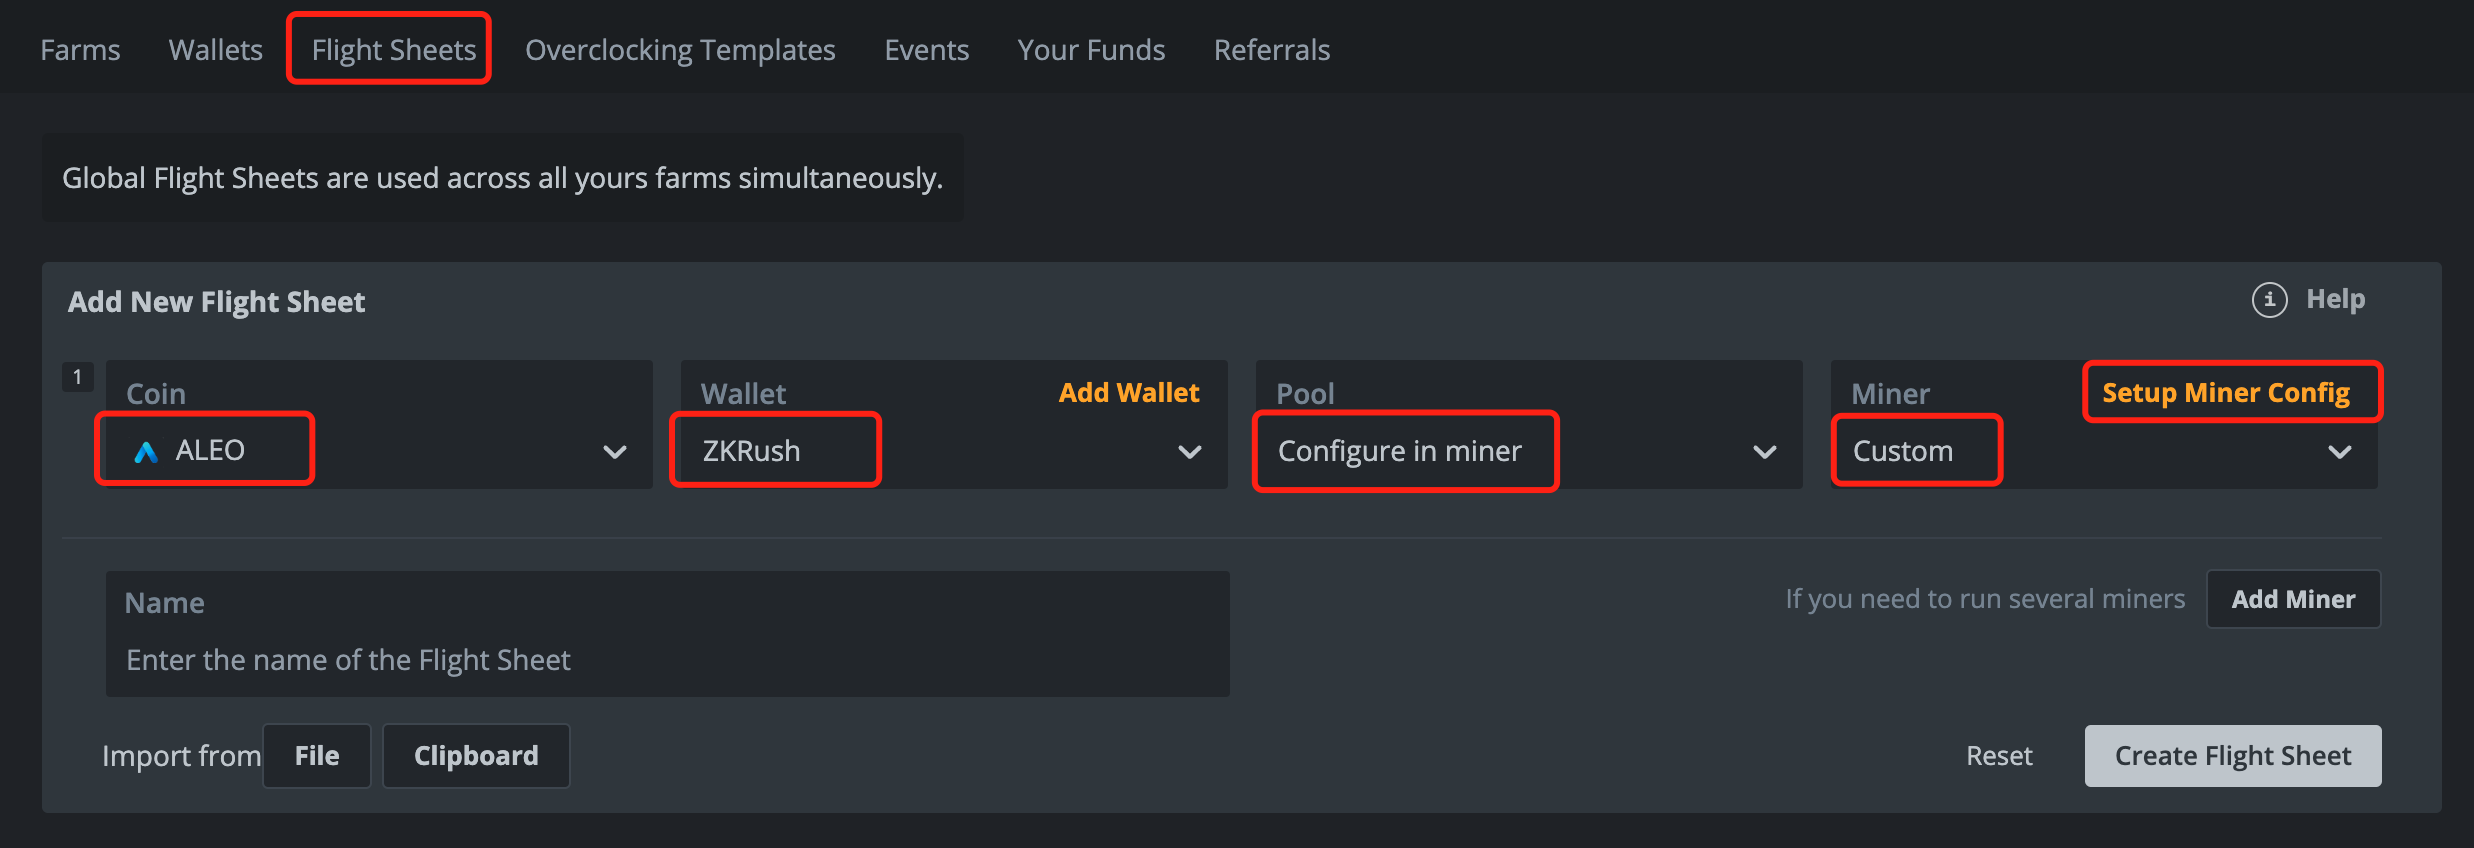 Farms Wallets Flight Sheets Overclocking Templates Events Your Funds Referrals
Global Flight Sheets are used across all yours farms simultaneously.
Add New Flight Sheet
Help
1
Coin
ALEO
Wallet
Add Wallet
ZKRush
Pool
Configure in miner
Miner
Setup Miner Config
Custom
Name
Enter the name of the Flight Sheet
If you need to run several miners
Add Miner
Import from
File
Clipboard
Reset
Create Flight Sheet